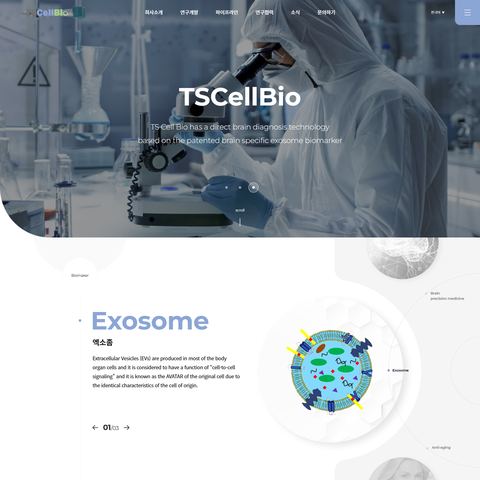 TSCellBio
회사소개 연구개발 파이프라인 연구협력 소식 문의하기
TSCellBio
TS Cell Bio has a direct brain diagnosis technology
based on the patented brain specific exosome biomarker
scroll
Biomarker
Brain
precision medicine
Exosome
엑소좀
Extracellular Vesicles (EVs) are produced in most of the body
organ cells and it is considered to have a function of "cell-to-cell
signaling" and it is known as the AVATAR of the original cell due to
the identical characteristics of the cell of origin.
Exosome
01/03
Anti-aging